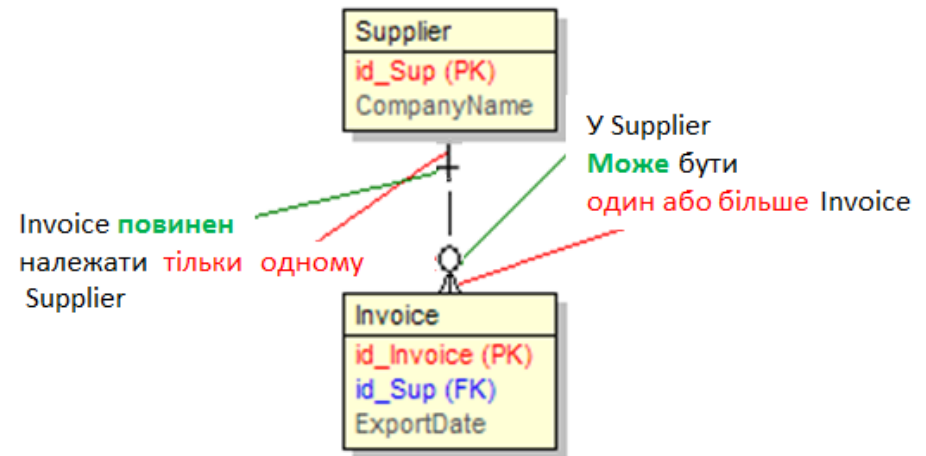 Supplier
id_Sup (PK)
CompanyName
У Supplier
Може бути
один або більше Invoice
Invoice повинен
належати тільки одному
Supplier
Invoice
id_Invoice (PK)
id_Sup (FK)
ExportDate